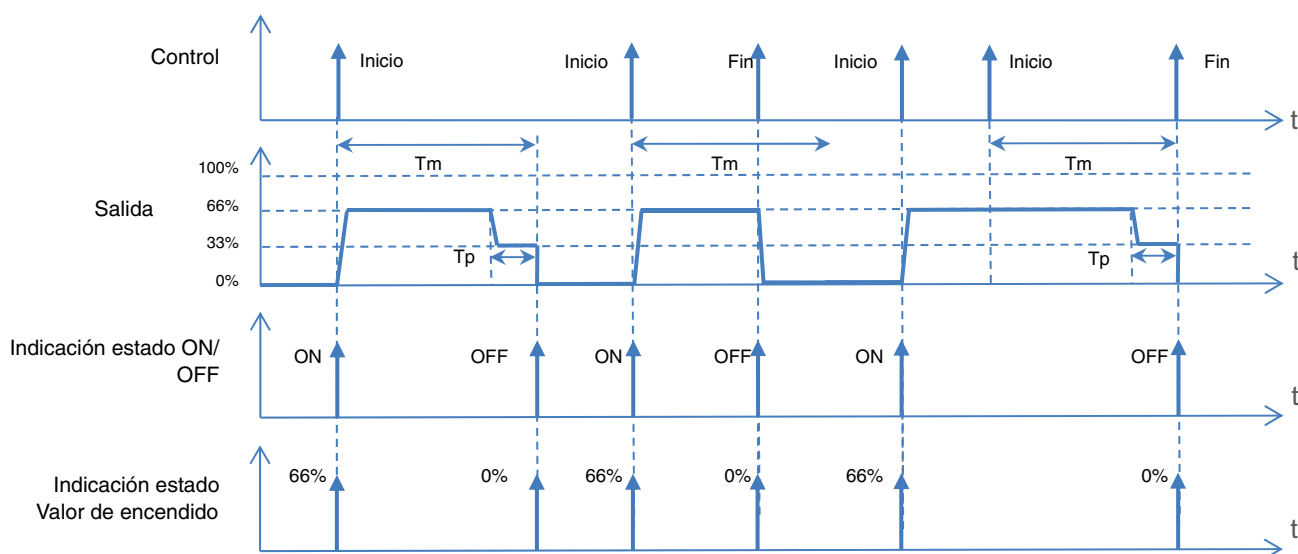 Control
Inicio
Inicio
Fin
Inicio
Inicio
Fin
t
Tm
Tm
Tm
100%
Salida
66%
33%
Tp
Tp
t
0%
Indicación estado ON/
OFF
ON
OFF
ON
OFF
ON
OFF
t
Indicación estado
Valor de encendido
66%
0%
66%
0%
66%
0%
t